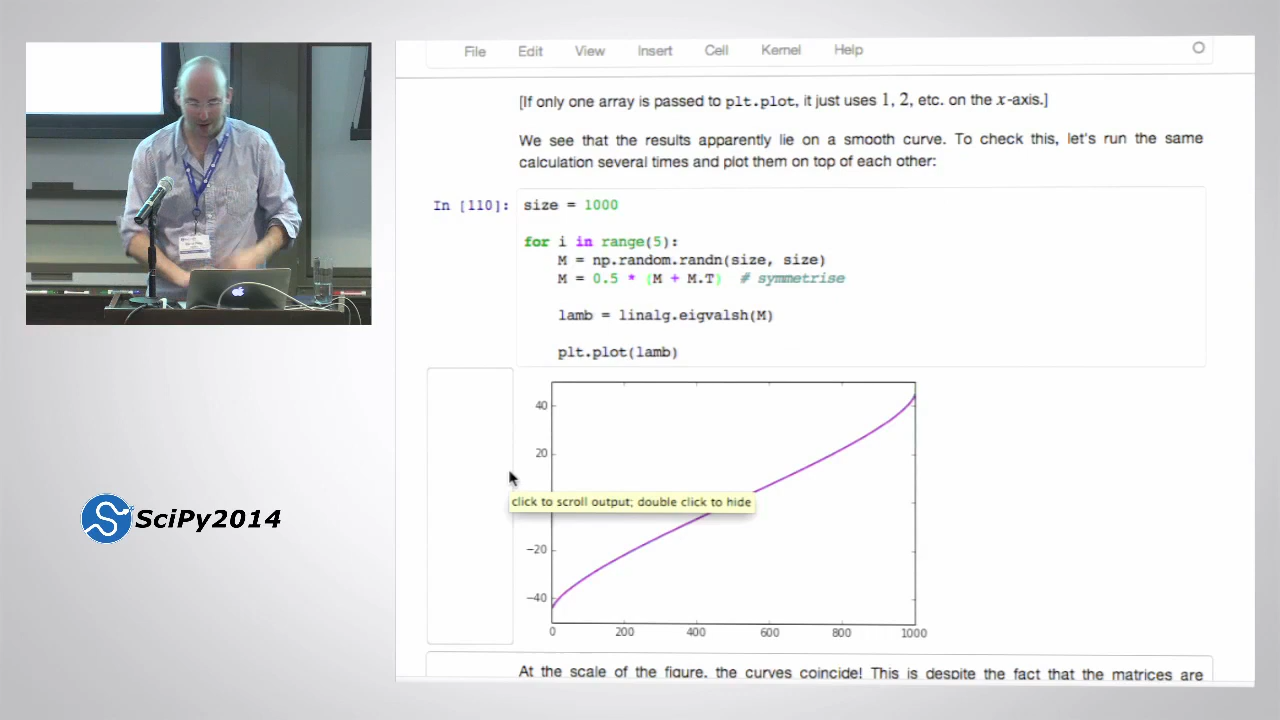 File Edit View Insert Cell Kernel Help
[If only one array is passed to plt.plot, it just uses 1, 2, etc. on the x-axis.]
We see that the results apparently lie on a smooth curve. To check this, let's run the same
calculation several times and plot them on top of each other:
In [110]: size = 1000
for i in range(5):
M = np.random.randn(size, size)
M = 0.5 * (M + M.T) # symmetrise
lamb = linalg.eigvalsh(M)
plt.plot(lamb)
40
20
click to scroll output; double click to hide
−20
−40
0 200 400 600 800 1000
At the scale of the figure, the curves coincide! This is despite the fact that the matrices are
SciPy2014